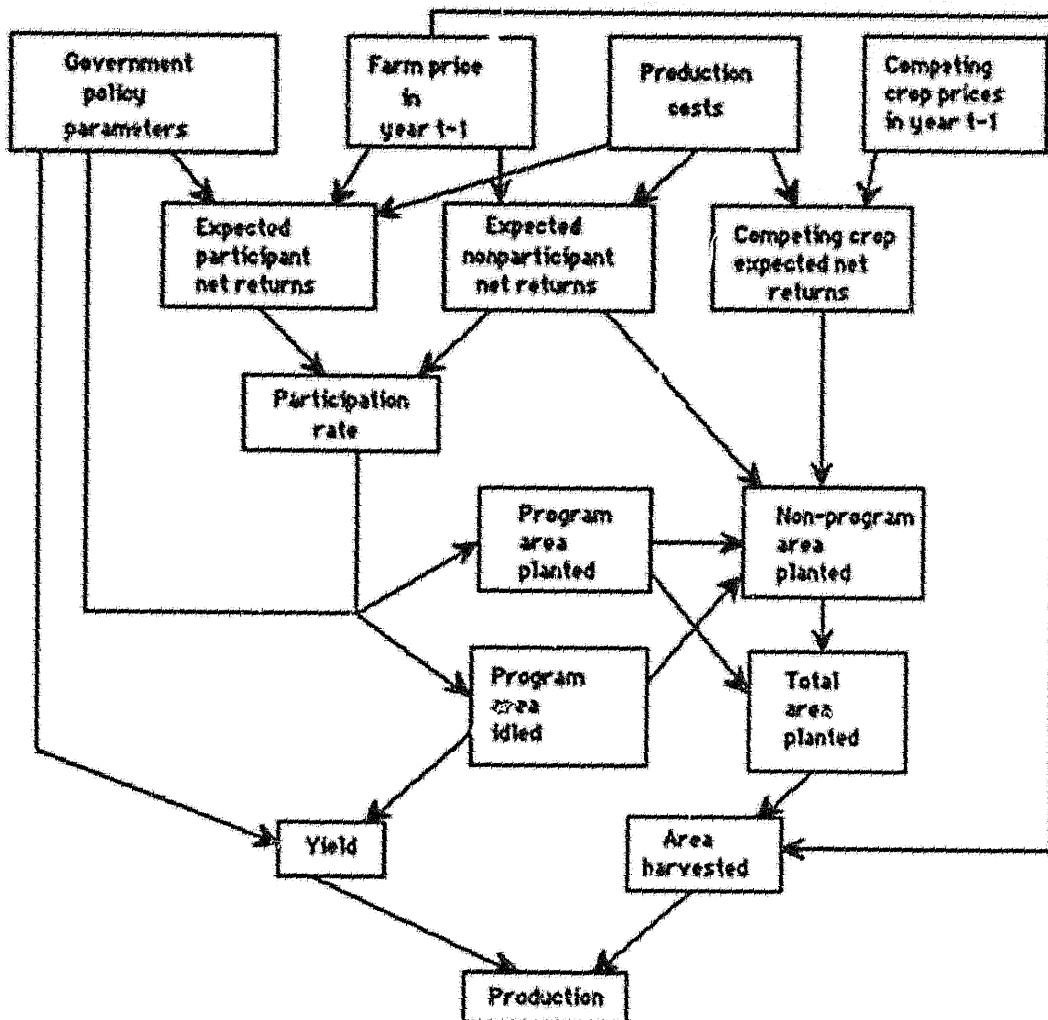 Government
policy
parameters
Farm price
in
year t-1
Production
costs
Competing
crop prices
in year t-1
Expected
participant
net returns
Expected
nonparticipant
net returns
Competing crop
expected net
returns
Participation
rate
Program
area
planted
Non-program
area
planted
Program
area
idled
Total
area
planted
Yield
Area
harvested
Production